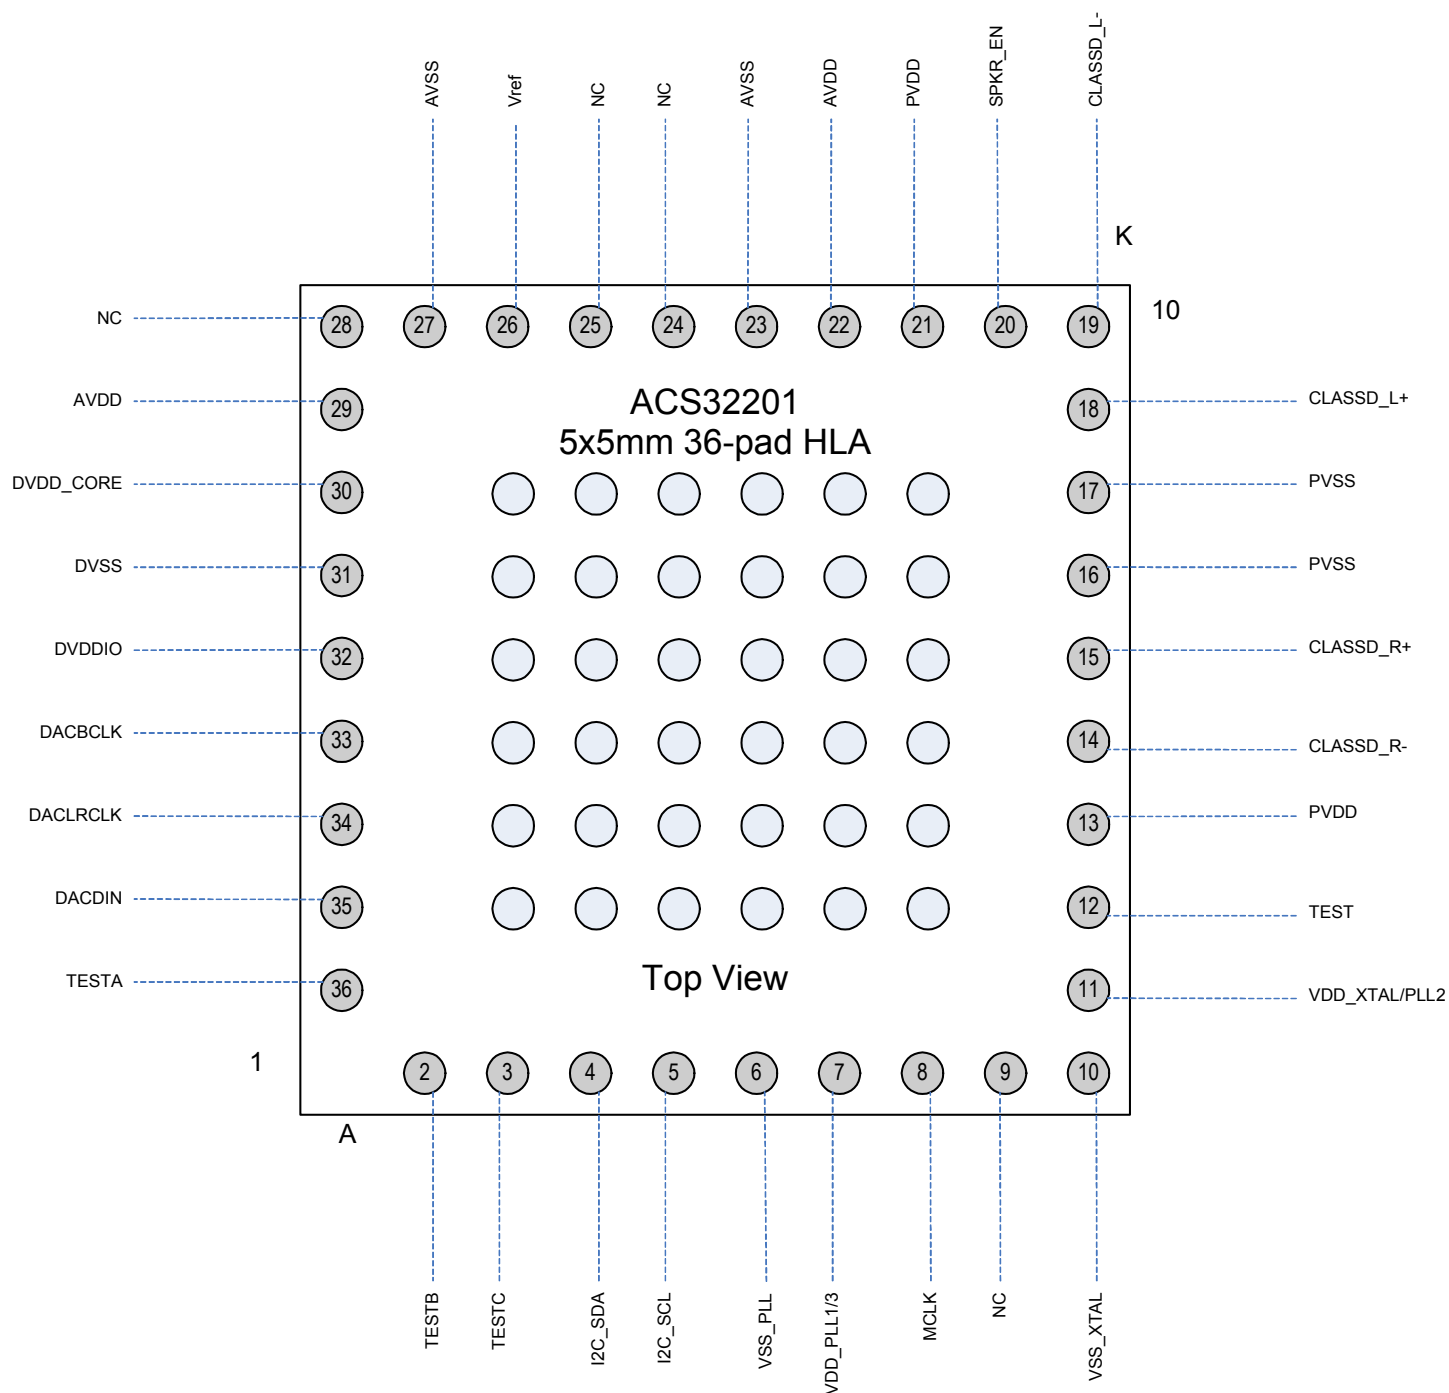 AVSS
Vref
NC
NC
AVSS
AVDD
PVDD
SPKR_EN
CLASSD_L-
K
10
NC
28
27
26
25
24
23
22
21
20
19
AVDD
29
ACS32201
18
CLASSD_L+
5x5mm 36-pad HLA
DVDD_CORE
30
17
PVSS
DVSS
31
16
PVSS
DVDDIO
32
15
CLASSD_R+
DACBCLK
33
14
CLASSD_R-
DACLRCLK
34
13
PVDD
DACDIN
35
12
TEST
TESTA
36
Top View
11
VDD_XTAL/PLL2
1
2
3
4
5
6
7
8
9
10
A
TESTB
TESTC
I2C_SDA
I2C_SCL
VSS_PLL
VDD_PLL1/3
MCLK
NC
VSS_XTAL